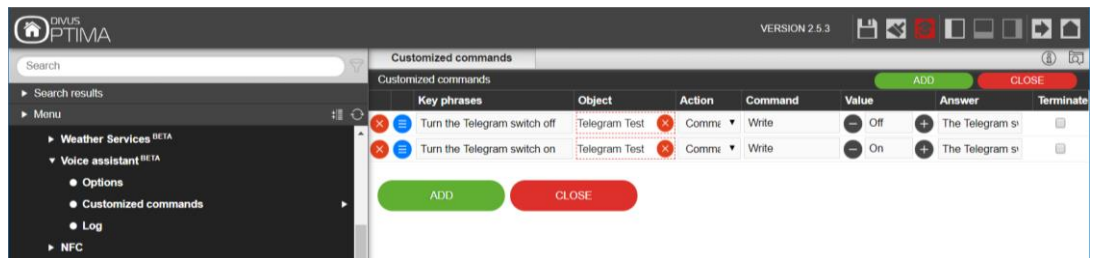 DIVUS
OPTIMA
VERSION 2.5.3
Search
Search results
Menu
Weather Services BETA
Voice assistant BETA
Options
Customized commands
Log
NFC
Customized commands
Customized commands ADD CLOSE
Key phrases Object Action Command Value Answer Terminate
Turn the Telegram switch off Telegram Test Write Off The Telegram
Turn the Telegram switch on Telegram Test Write On The Telegram
ADD CLOSE